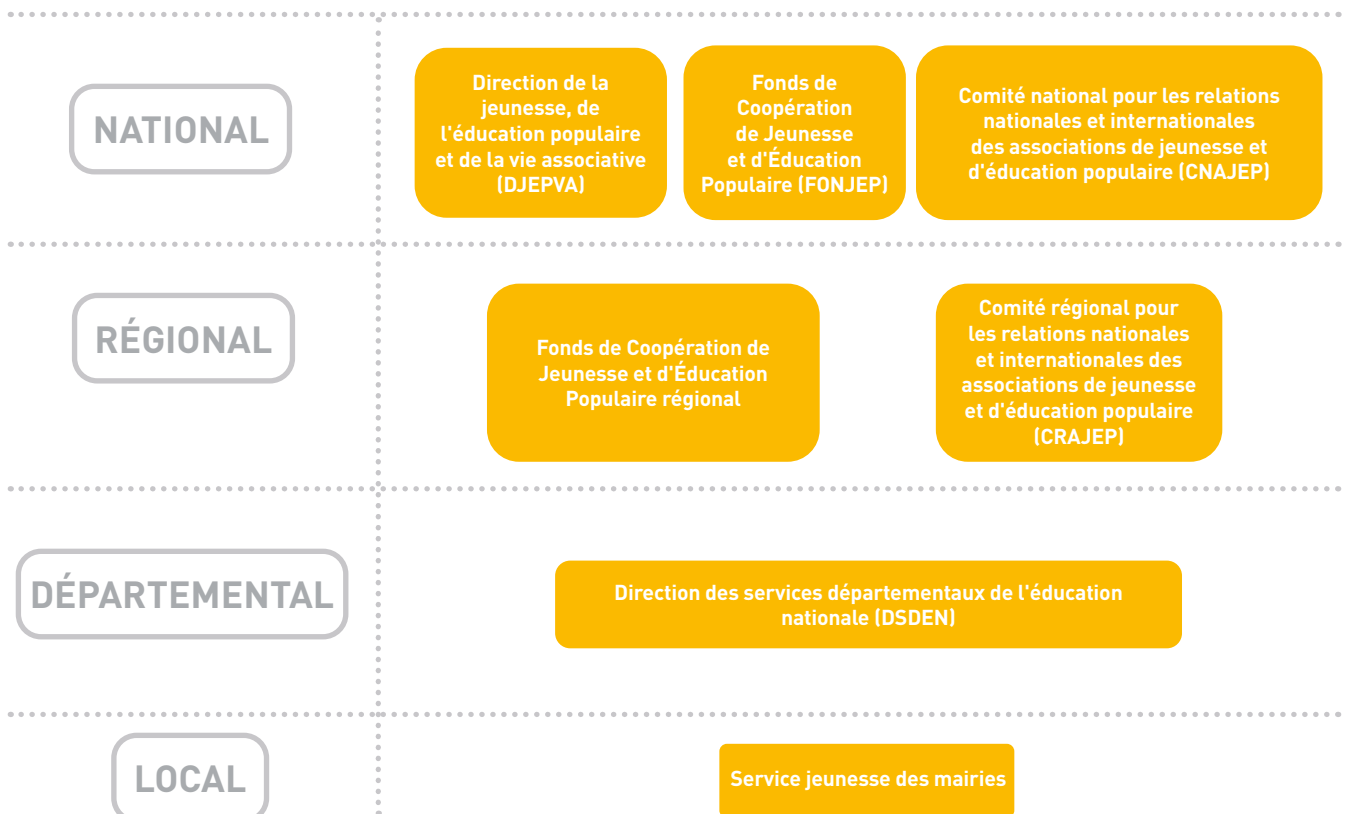 NATIONAL
Direction de la
jeunesse, de
l'éducation populaire
et de la vie associative
(DJEPVA)
Fonds de
Coopération
de Jeunesse
et d'Éducation
Populaire (FONJEP)
Comité national pour les relations
nationales et internationales
des associations de jeunesse et
d'éducation populaire (CNAJEP)
RÉGIONAL
Fonds de Coopération de
Jeunesse et d'Éducation
Populaire régional
Comité régional pour
les relations nationales
et internationales des
associations de jeunesse
et d'éducation populaire
(CRAJEP)
DÉPARTEMENTAL
Direction des services départementaux de l'éducation
nationale (DSDEN)
LOCAL
Service jeunesse des mairies